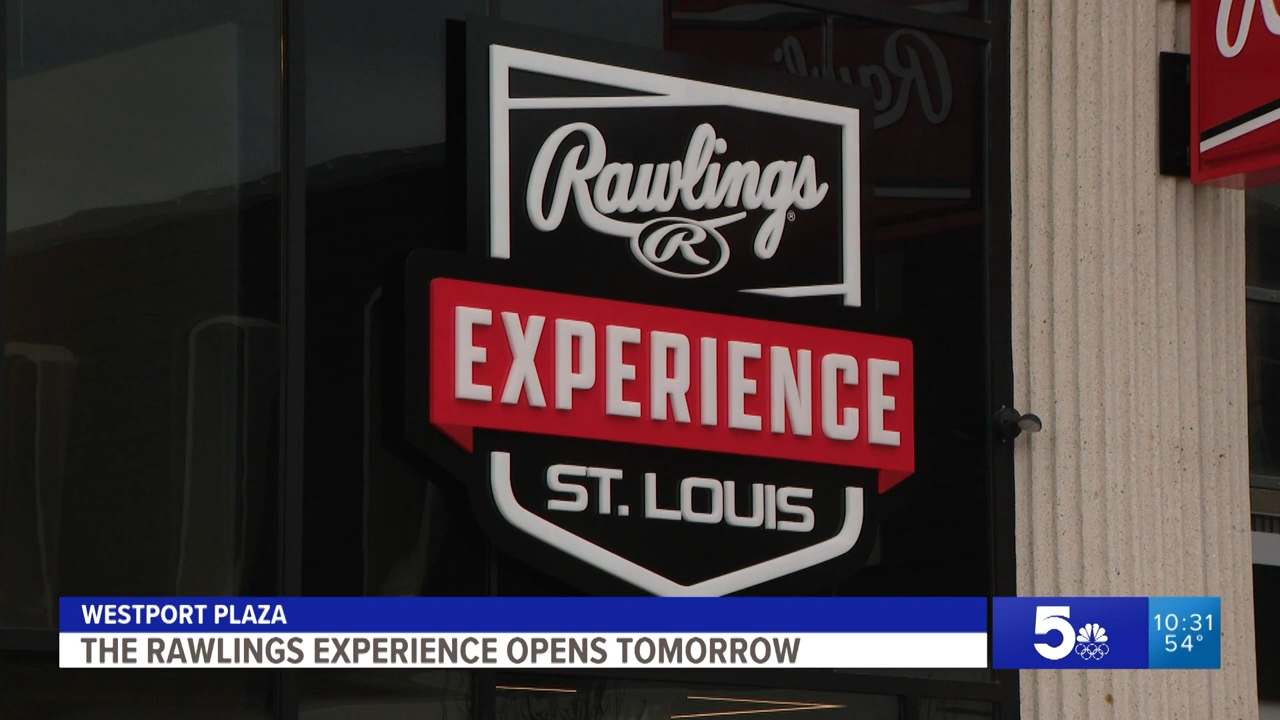 Rawlings®
R
EXPERIENCE
ST. LOUIS
WESTPORT PLAZA
THE RAWLINGS EXPERIENCE OPENS TOMORROW
5
10:31
54°